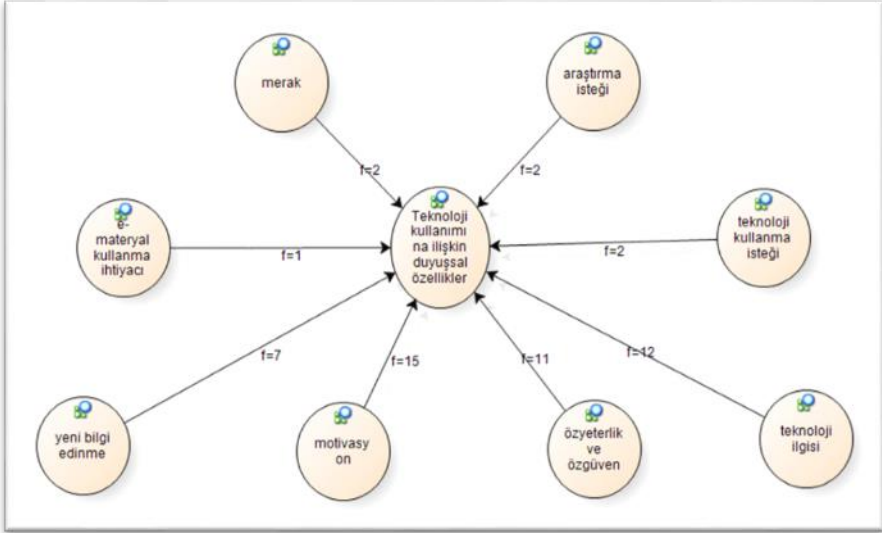 merak
araştırma
isteği
f=2
f=2
e-
materyal
kullanma
ihtiyacı
Teknoloji
kullanımı
na ilişkin
duyuşsal
özellikler
teknoloji
kullanma
isteği
f=1
f=2
f=7
f=15
f=11
f=12
yeni bilgi
edinme
motivasy
on
özyeterlik
ve
özgüven
teknoloji
ilgisi